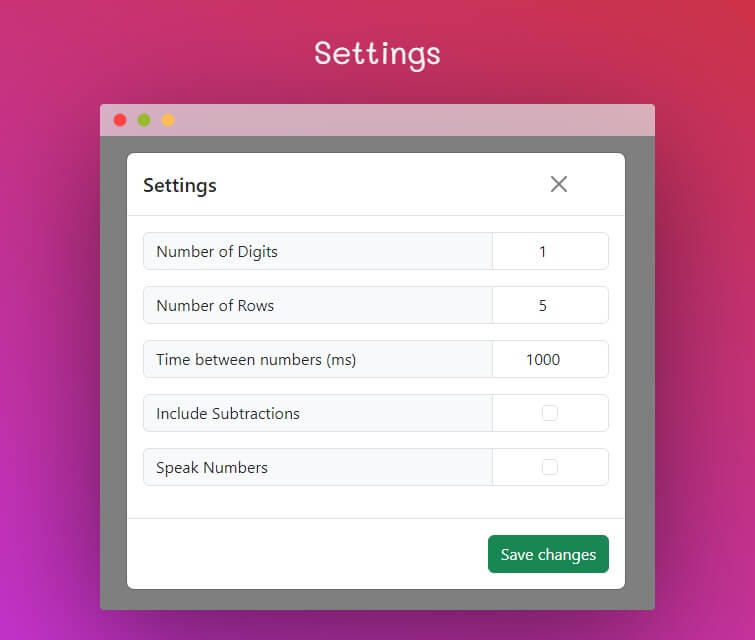 Settings
Settings
Number of Digits 1
Number of Rows 5
Time between numbers (ms) 1000
Include Subtractions
Speak Numbers
Save changes